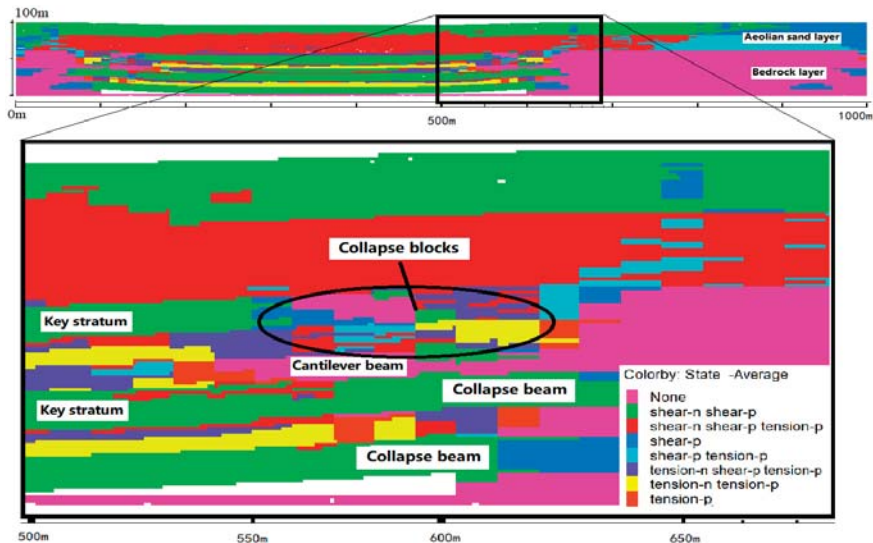 100m
Aeolian sand layer
Bedrock layer
0m
500m
1000m
Collapse blocks
Key stratum
Cantilever beam
Colorby: State -Average
Collapse beam
None
Key stratum
shear-n shear-p
shear-n shear-p tension-p
shear-p
Collapse beam
shear-p tension-p
tension-n shear-p tension-p
tension-n tension-p
tension-p
500m
550m
600m
650m